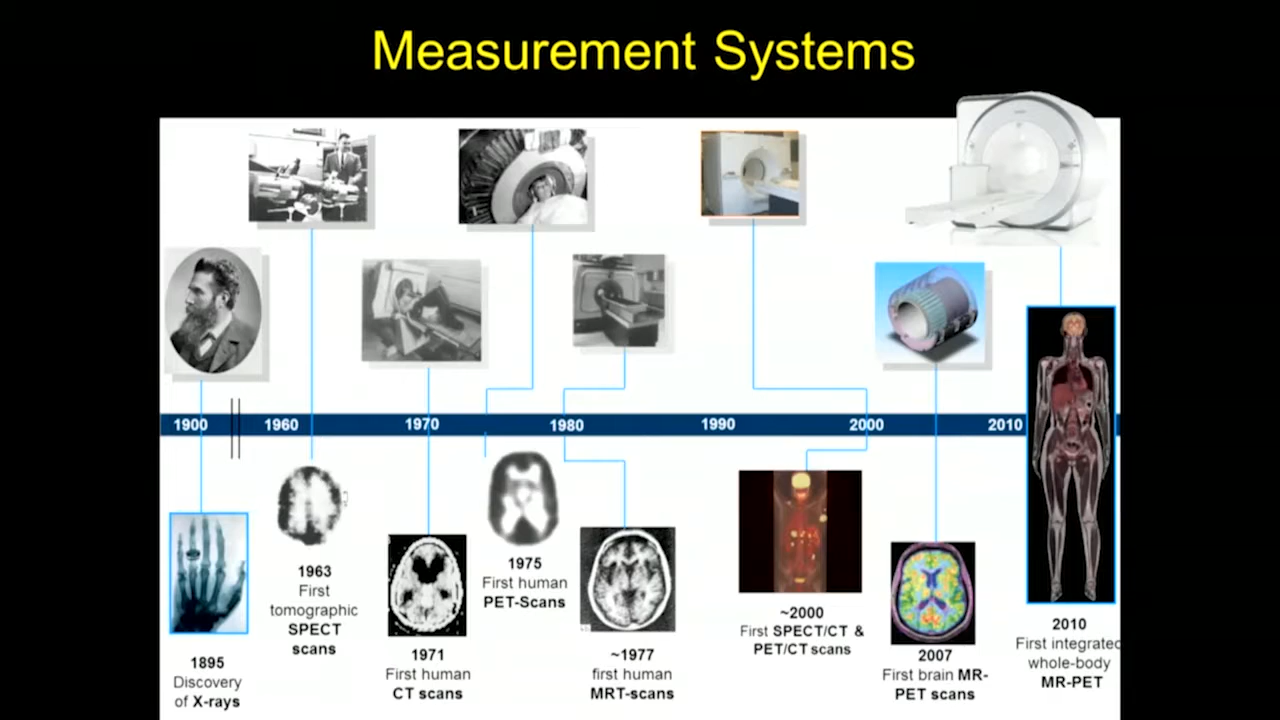 Measurement Systems
1900
1960
1970
1980
1990
2000
2010
1895
Discovery
of X-rays
1963
First
tomographic
SPECT
scans
1971
First human
CT scans
1975
First human
PET-Scans
~1977
first human
MRT-scans
~2000
First SPECT/CT &
PET/CT scans
2007
First brain MR-
PET scans
2010
First integrated
whole-body
MR-PET